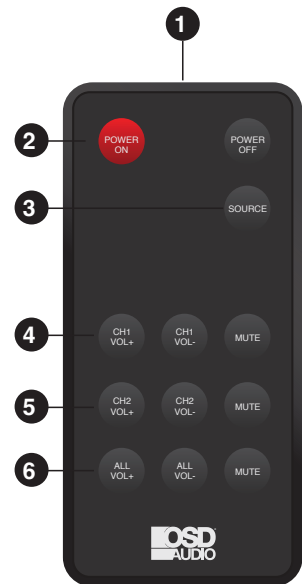 1
2
POWER
ON
POWER
OFF
3
SOURCE
4
CH1
VOL+
CH1
VOL-
MUTE
5
CH2
VOL+
CH2
VOL-
MUTE
6
ALL
VOL+
ALL
VOL-
MUTE
OSD
AUDIO